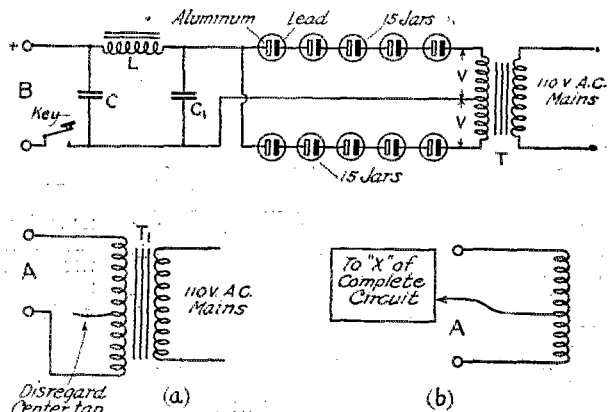 Aluminum Lead 15 Jars
+
L
B
C
C1
V
V
110 V A.C.
Mains
Key
T
15 Jars
T1
A
110 V. A.C.
Mains
To "X" of
Complete
Circuit
A
Disregard
Center tap
(a)
(b)